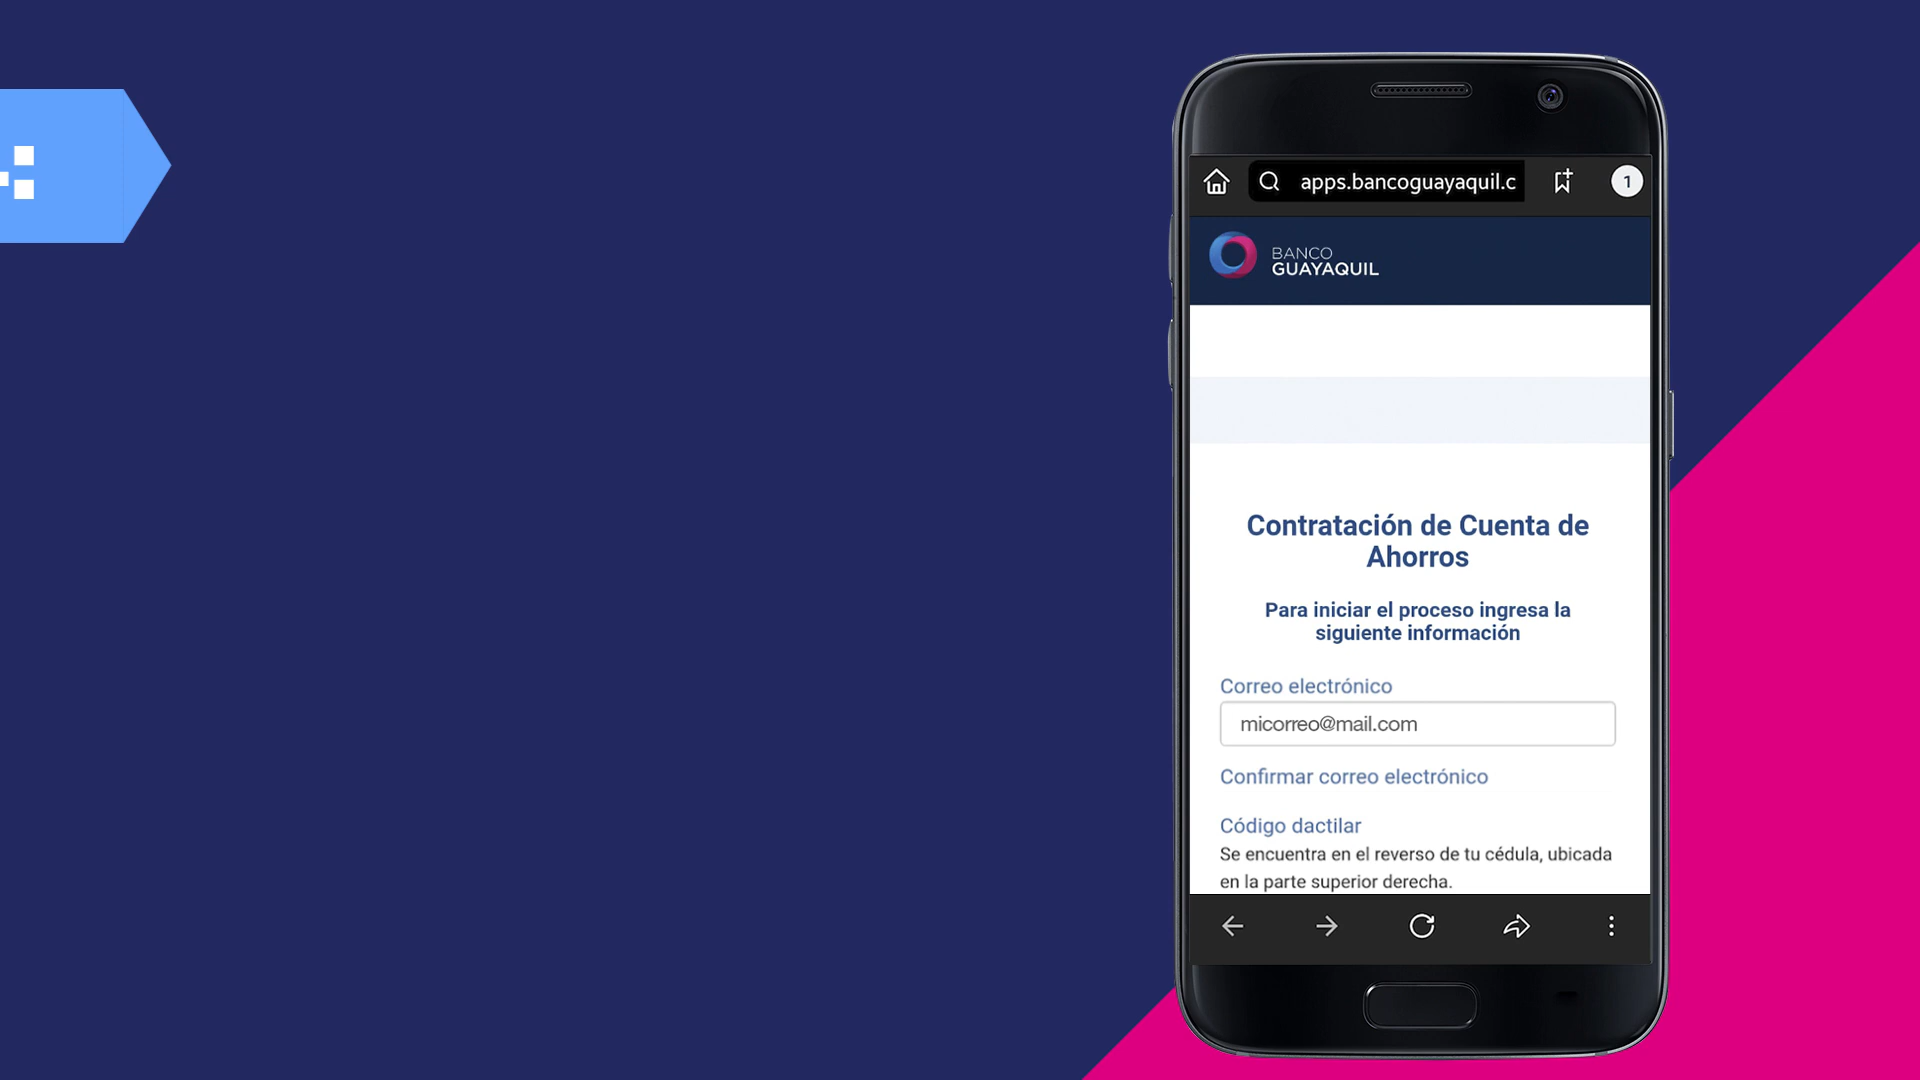 apps.bancoguayaquil.c
1
BANCO
GUAYAQUIL
Contratación de Cuenta de
Ahorros
Para iniciar el proceso ingresa la
siguiente información
Correo electrónico
micorreo@mail.com
Confirmar correo electrónico
Código dactilar
Se encuentra en el reverso de tu cédula, ubicada
en la parte superior derecha.